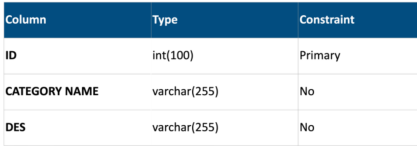 Column Type Constraint
ID int(100) Primary
CATEGORY NAME varchar(255) No
DES varchar(255) No